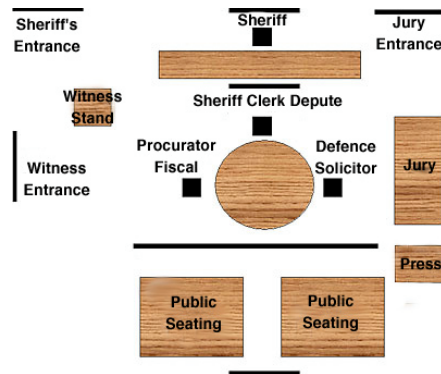 Sheriff's
Entrance
Sheriff
Jury
Entrance
Witness
Stand
Sheriff Clerk Depute
Procurator
Fiscal
Defence
Solicitor
Witness
Entrance
Jury
Press
Public
Seating
Public
Seating